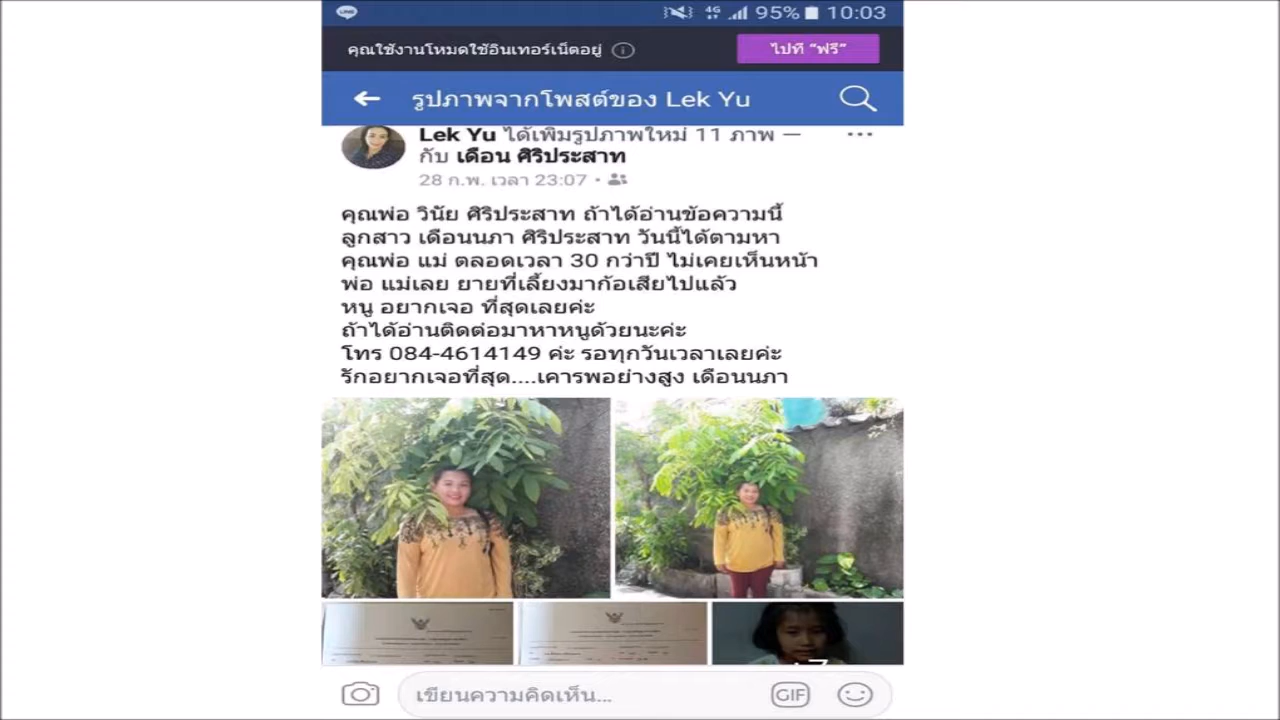 LINE
4G 95% 10:03
คุณใช้งานโหมดใช้อินเทอร์เน็ตอยู่
ไปที่ “ฟรี”
รูปภาพจากโพสต์ของ Lek Yu
Lek Yu ได้เพิ่มรูปภาพใหม่ 11 ภาพ —
กับ เดือน ศิริประสาท
28 ก.พ. เวลา 23:07 •
คุณพ่อ วินัย ศิริประสาท ถ้าได้อ่านข้อความนี้
ลูกสาว เดือนนภา ศิริประสาท วันนี้ได้ตามหา
คุณพ่อ แม่ ตลอดเวลา 30 กว่าปี ไม่เคยเห็นหน้า
พ่อ แม่เลย ยายที่เลี้ยงมาก้อเสียไปแล้ว
หนู อยากเจอ ที่สุดเลยค่ะ
ถ้าได้อ่านติดต่อมาหาหนูด้วยนะค่ะ
โทร 084-4614149 ค่ะ รอทุกวันเวลาเลยค่ะ
รักอยากเจอที่สุด....เคารพอย่างสูง เดือนนภา
เขียนความคิดเห็น...
GIF